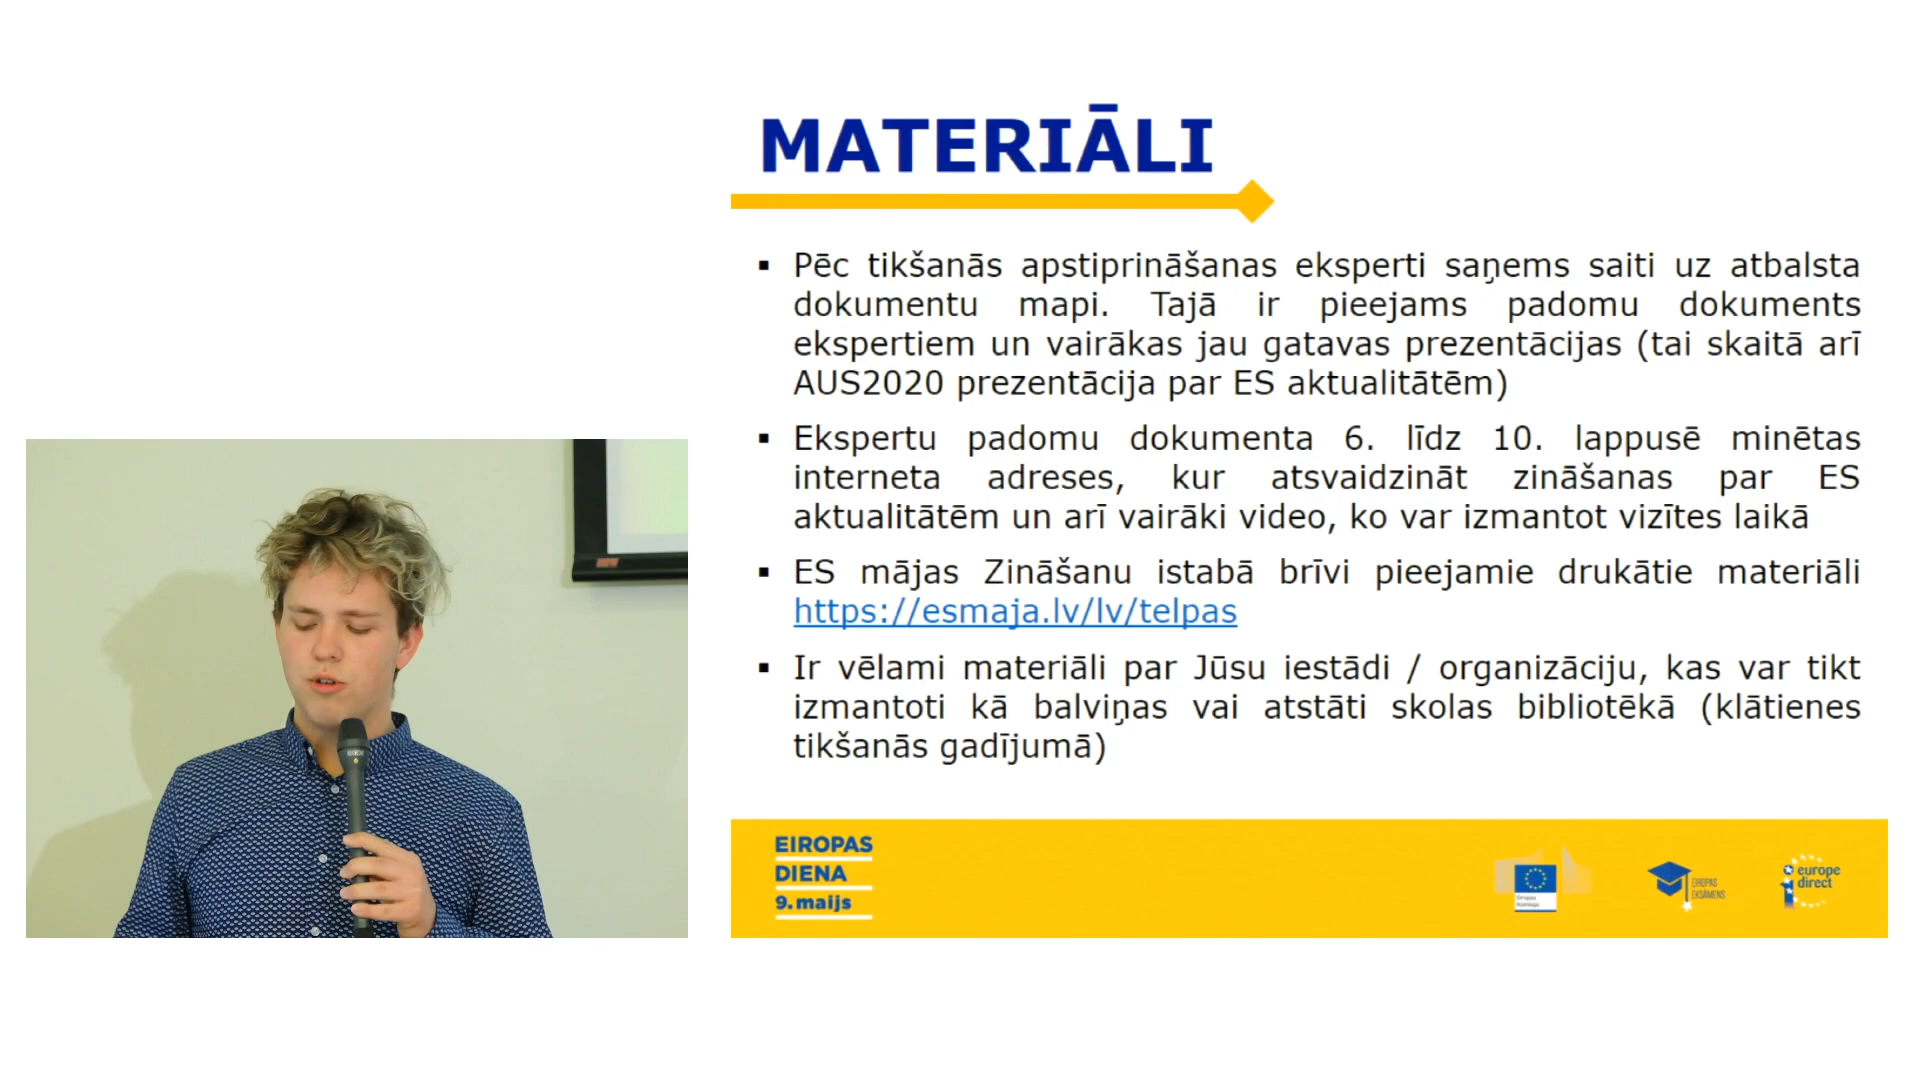 MATERIĀLI
▪ Pēc tikšanās apstiprināšanas eksperti saņems saiti uz atbalsta
dokumentu mapi. Tajā ir pieejams padomu dokuments
ekspertiem un vairākas jau gatavas prezentācijas (tai skaitā arī
AUS2020 prezentācija par ES aktualitātēm)
▪ Ekspertu padomu dokumenta 6. līdz 10. lappusē minētas
interneta adreses, kur atsvaidzināt zināšanas par ES
aktualitātēm un arī vairāki video, ko var izmantot vizītes laikā
▪ ES mājas Zināšanu istabā brīvi pieejamie drukātie materiāli
https://esmaja.lv/lv/telpas
▪ Ir vēlami materiāli par Jūsu iestādi / organizāciju, kas var tikt
izmantoti kā balviņas vai atstāti skolas bibliotēkā (klātienes
tikšanās gadījumā)
EIROPAS
DIENA
9. maijs
Eiropas
Komisija
EIROPAS
EKSĀMENS
europe
direct